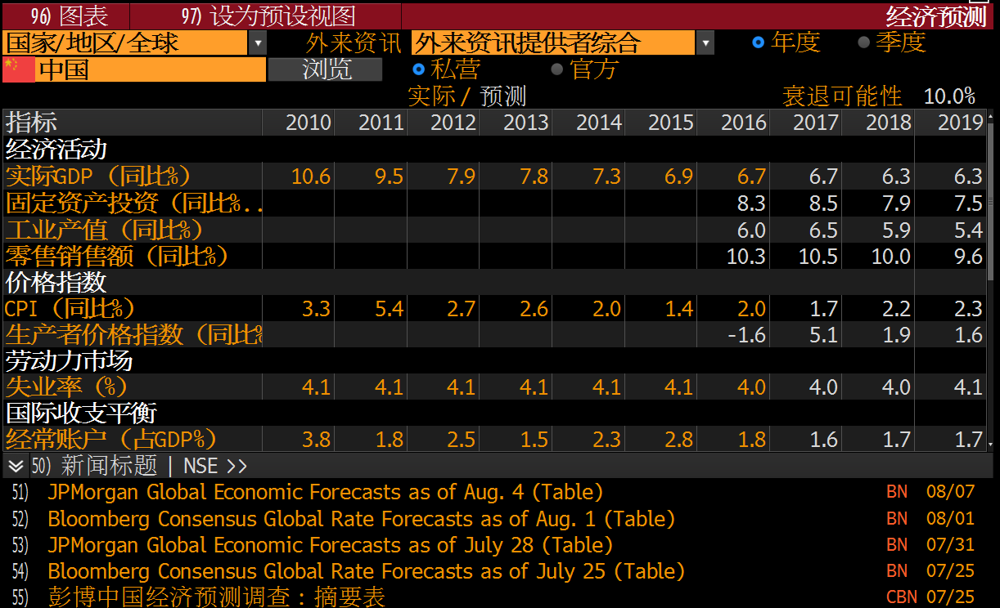 96) 图表 97) 设为预设视图 经济预测
国家/地区/全球 外来资讯 外来资讯提供者综合 年度 季度
中国 浏览 私营 官方
实际 / 预测 衰退可能性 10.0%
指标 2010 2011 2012 2013 2014 2015 2016 2017 2018 2019
经济活动
实际GDP（同比%） 10.6 9.5 7.9 7.8 7.3 6.9 6.7 6.7 6.3 6.3
固定资产投资（同比%.. 8.3 8.5 7.9 7.5
工业产值（同比%） 6.0 6.5 5.9 5.4
零售销售额（同比%） 10.3 10.5 10.0 9.6
价格指数
CPI（同比%） 3.3 5.4 2.7 2.6 2.0 1.4 2.0 1.7 2.2 2.3
生产者价格指数（同比% -1.6 5.1 1.9 1.6
劳动力市场
失业率（%） 4.1 4.1 4.1 4.1 4.1 4.1 4.0 4.0 4.0 4.1
国际收支平衡
经常账户（占GDP%） 3.8 1.8 2.5 1.5 2.3 2.8 1.8 1.6 1.7 1.7
50) 新闻标题 | NSE >>
51) JPMorgan Global Economic Forecasts as of Aug. 4 (Table) BN 08/07
52) Bloomberg Consensus Global Rate Forecasts as of Aug. 1 (Table) BN 08/01
53) JPMorgan Global Economic Forecasts as of July 28 (Table) BN 07/31
54) Bloomberg Consensus Global Rate Forecasts as of July 25 (Table) BN 07/25
55) 彭博中国经济预测调查：摘要表 CBN 07/25